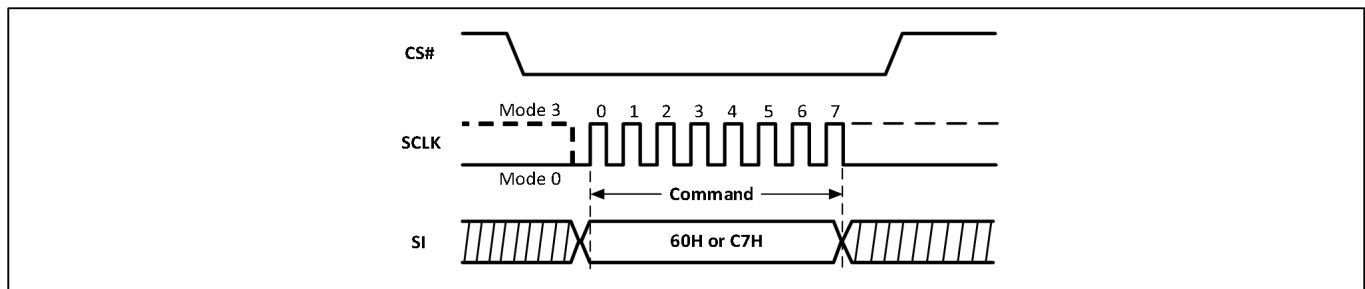 CS#
Mode 3 0 1 2 3 4 5 6 7
SCLK
Mode 0
Command
SI 60H or C7H